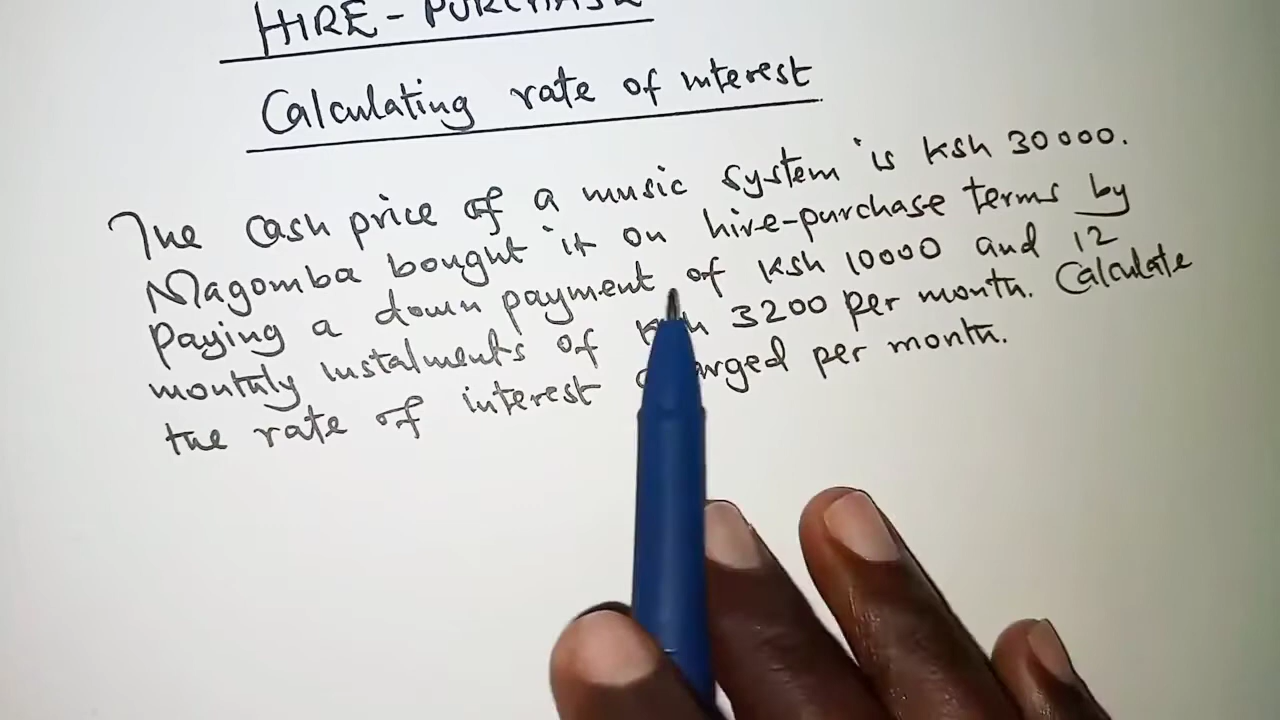 HIRE - PURCHASE
Calculating rate of interest
The cash price of a music system is Ksh 30000.
Magomba bought it on hire-purchase terms by
paying a down payment of Ksh 10000 and 12
monthly instalments of Ksh 3200 per month. Calculate
the rate of interest charged per month.